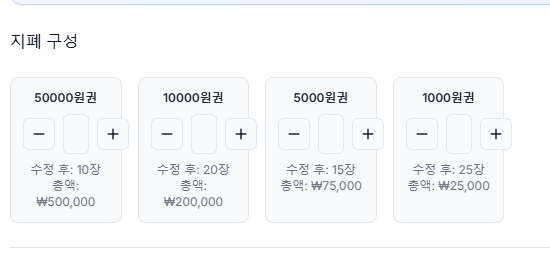 지폐 구성
50000원권
10000원권
5000원권
1000원권
수정 후: 10장
총액:
₩500,000
수정 후: 20장
총액:
₩200,000
수정 후: 15장
총액: ₩75,000
수정 후: 25장
총액: ₩25,000